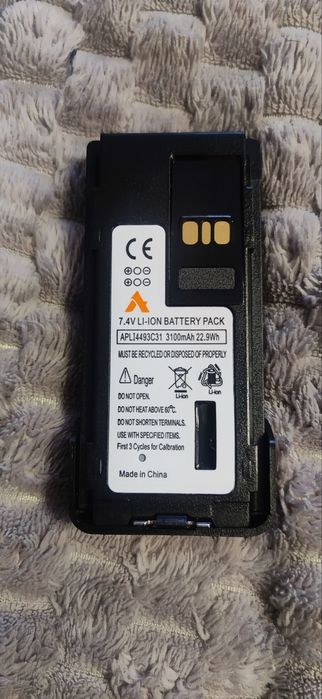 CE
7.4V LI-ION BATTERY PACK
APLI4493C31 3100mAh 22.9Wh
MUST BE RECYCLED OR DISPOSED OF PROPERLY
Danger
Li-ion
Li-ion
DO NOT OPEN.
DO NOT HEAT ABOVE 60℃.
DO NOT SHORTEN TERMINALS.
USE WITH SPECIFIED ITEMS.
First 3 Cycles for Calibration
Made in China